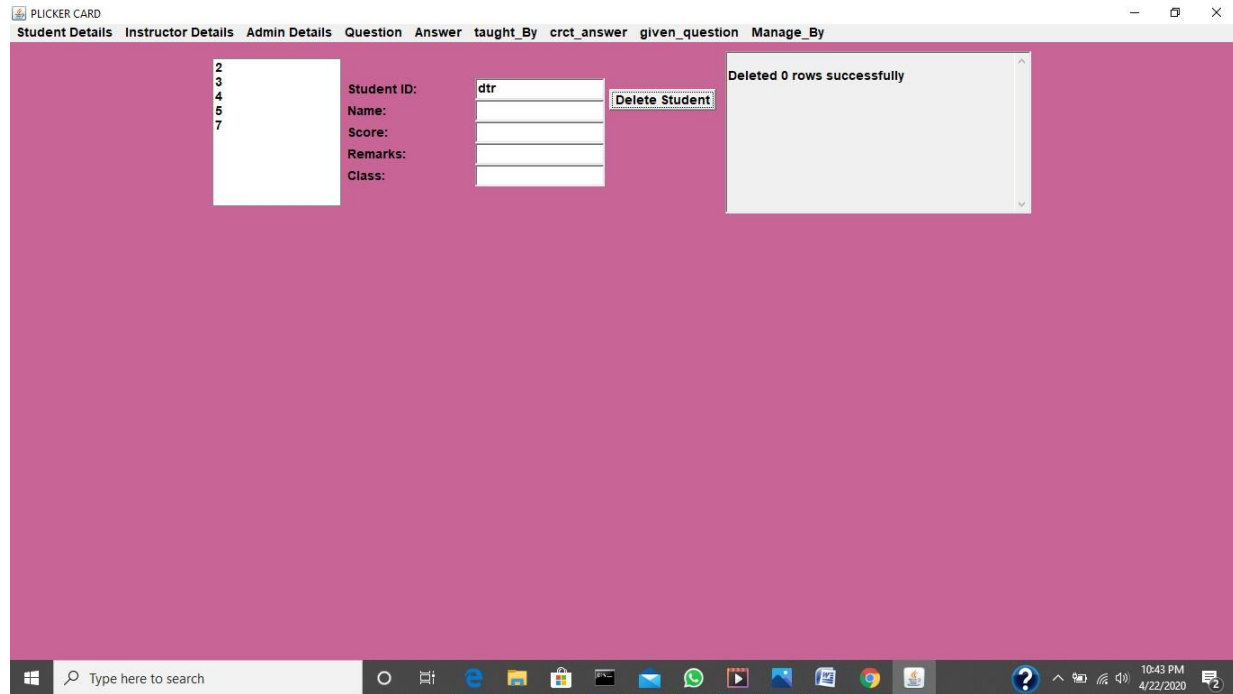 PLICKER CARD
Student Details Instructor Details Admin Details Question Answer taught_By crct_answer given_question Manage_By
2
3
4
5
7
Student ID: dtr
Name:
Score:
Remarks:
Class:
Delete Student
Deleted 0 rows successfully
Type here to search
10:43 PM
4/22/2020
2